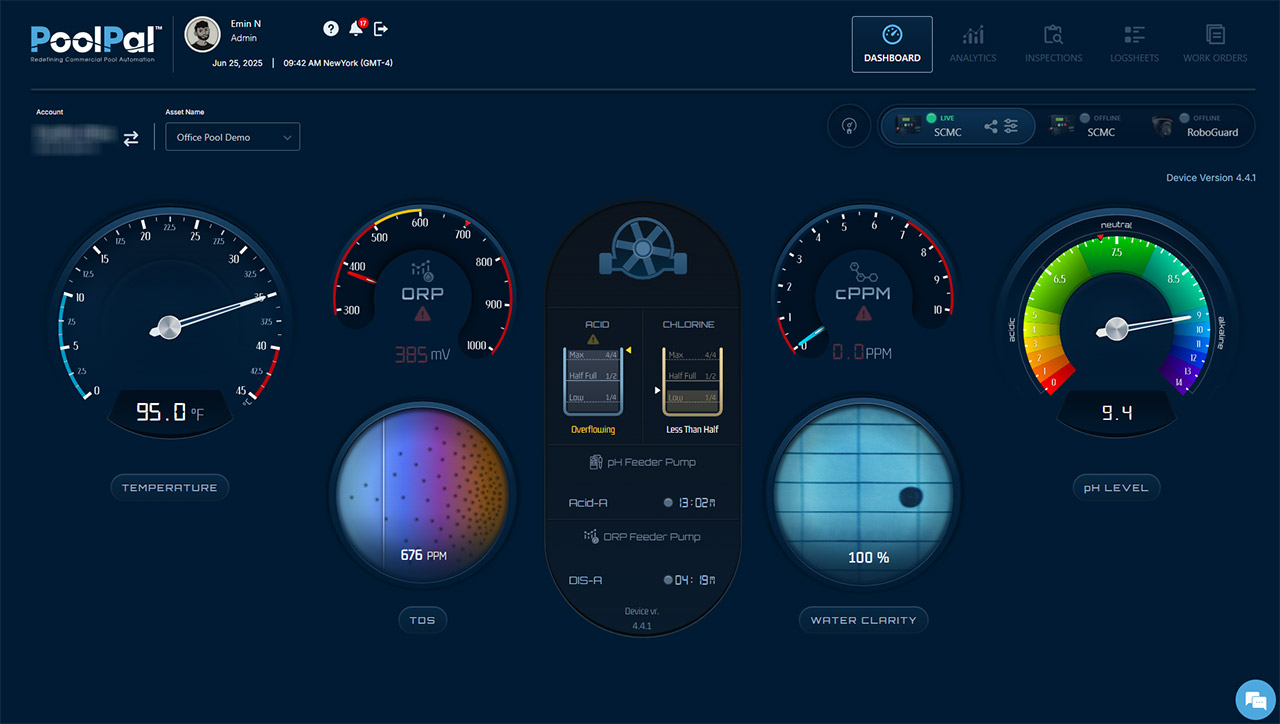 PoolPal™
Redefining Commercial Pool Automation
Emin N
Admin
17
Jun 25, 2025 | 09:42 AM NewYork (GMT-4)
DASHBOARD
ANALYTICS
INSPECTIONS
LOGSHEETS
WORK ORDERS
Account
Asset Name
Office Pool Demo
LIVE
SCMC
OFFLINE
SCMC
OFFLINE
RoboGuard
Device Version 4.4.1
0
2.5
5
7.5
10
12.5
15
17.5
20
22.5
25
30
32.5
35
37.5
40
42.5
45
°C
95.0 °F
TEMPERATURE
300
400
500
600
700
800
900
1000
ORP
385 mV
676 PPM
TDS
ACID
Max 4/4
Half Full 1/2
Low 1/4
Overflowing
CHLORINE
Max 4/4
Half Full 1/2
Low 1/4
Less Than Half
pH Feeder Pump
Acid-A 13:02m
ORP Feeder Pump
DIS-A 04:19m
Device vr.
4.4.1
0
1
2
3
4
5
6
7
8
9
10
cPPM
0.0 PPM
100 %
WATER CLARITY
neutral
acidic
alkaline
0
1
2
3
4
5
6.5
7.5
8.5
9
10
11
12
13
14
9.4
pH LEVEL